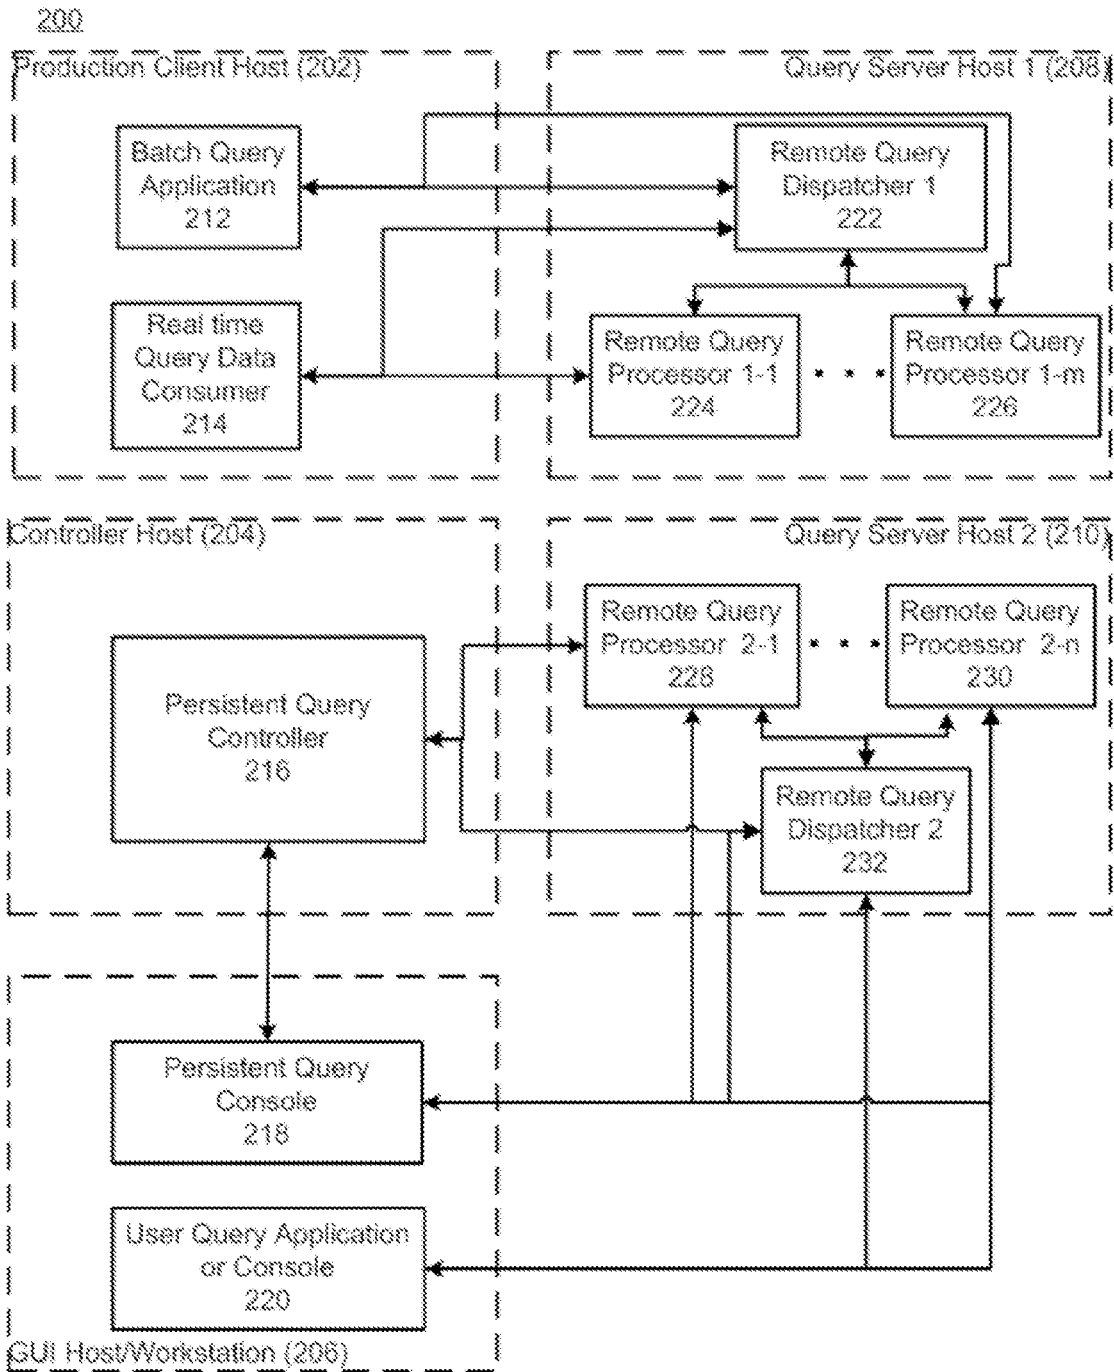 200
Production Client Host (202)
Query Server Host 1 (208)
Batch Query
Application
212
Remote Query
Dispatcher 1
222
Real time
Query Data
Consumer
214
Remote Query
Processor 1-1
224
Remote Query
Processor 1-m
226
Controller Host (204)
Query Server Host 2 (210)
Persistent Query
Controller
216
Remote Query
Processor 2-1
228
Remote Query
Processor 2-n
230
Remote Query
Dispatcher 2
232
Persistent Query
Console
218
User Query Application
or Console
220
GUI Host/Workstation (206)